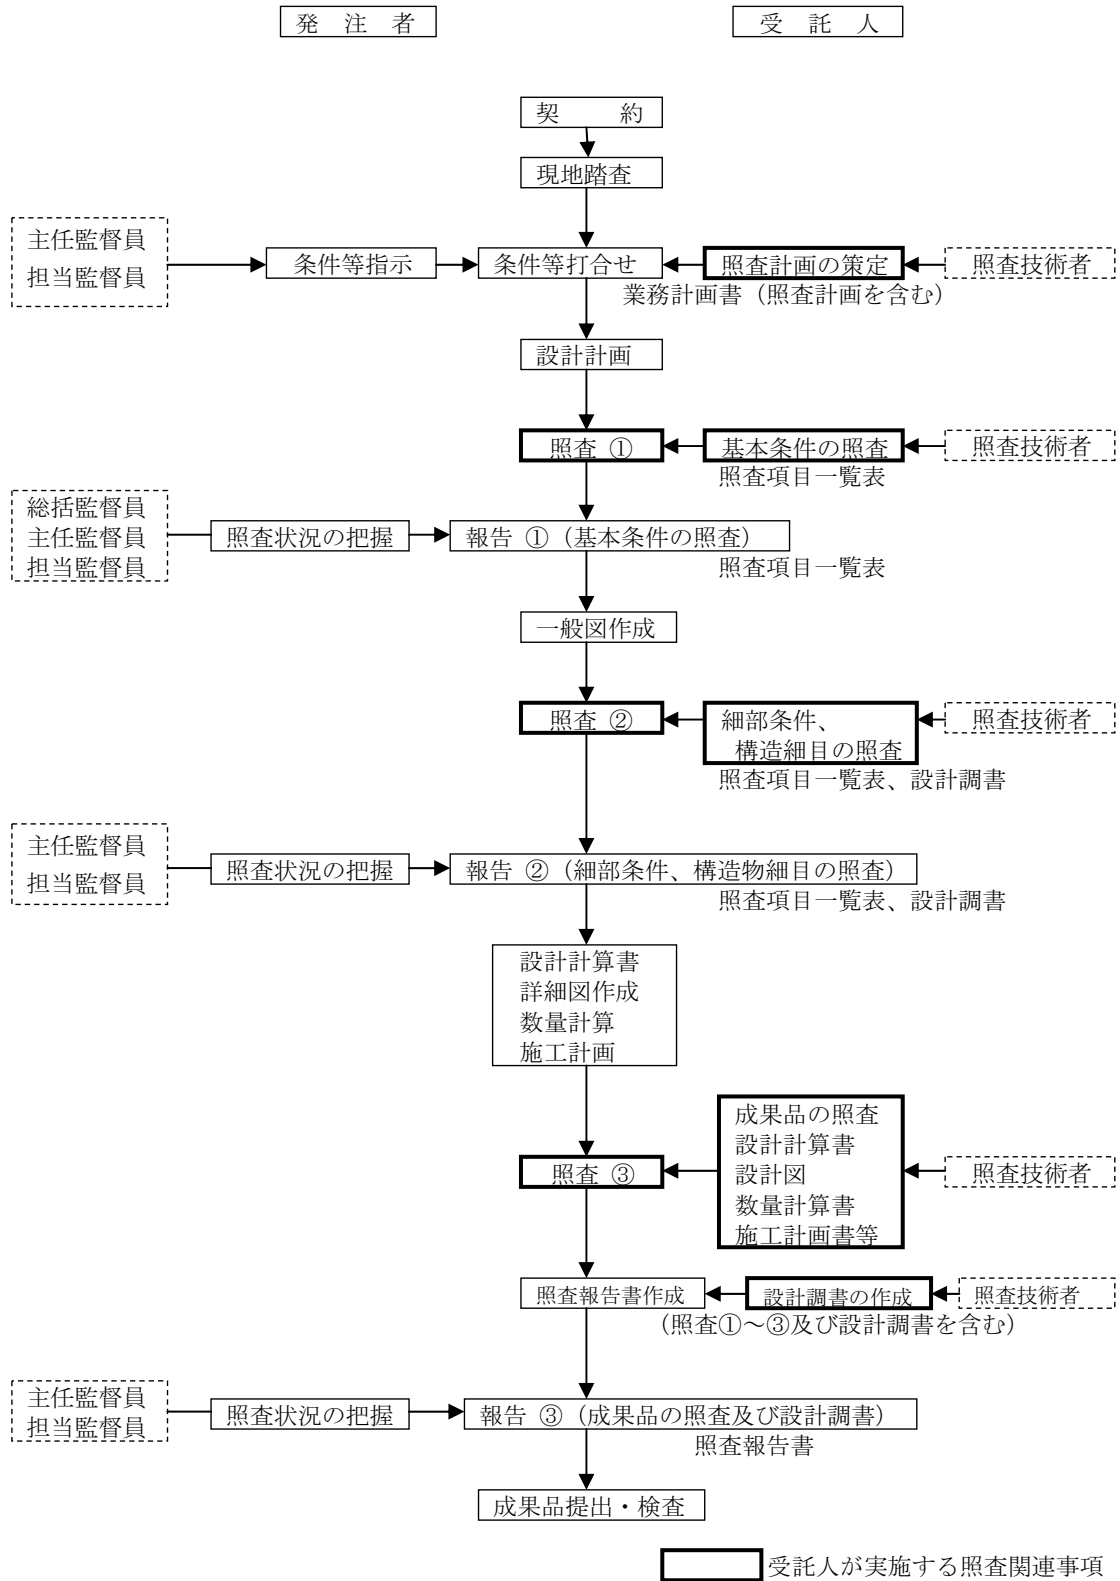 発 注 者
受 託 人
契 約
現地踏査
主任監督員
担当監督員
条件等指示
条件等打合せ
照査計画の策定
照査技術者
業務計画書（照査計画を含む）
設計計画
照査 ①
基本条件の照査
照査技術者
照査項目一覧表
総括監督員
主任監督員
担当監督員
照査状況の把握
報告 ①（基本条件の照査）
照査項目一覧表
一般図作成
照査 ②
細部条件、
構造細目の照査
照査技術者
照査項目一覧表、設計調書
主任監督員
担当監督員
照査状況の把握
報告 ②（細部条件、構造物細目の照査）
照査項目一覧表、設計調書
設計計算書
詳細図作成
数量計算
施工計画
照査 ③
成果品の照査
設計計算書
設計図
数量計算書
施工計画書等
照査技術者
照査報告書作成
設計調書の作成
照査技術者
（照査①～③及び設計調書を含む）
主任監督員
担当監督員
照査状況の把握
報告 ③（成果品の照査及び設計調書）
照査報告書
成果品提出・検査
受託人が実施する照査関連事項